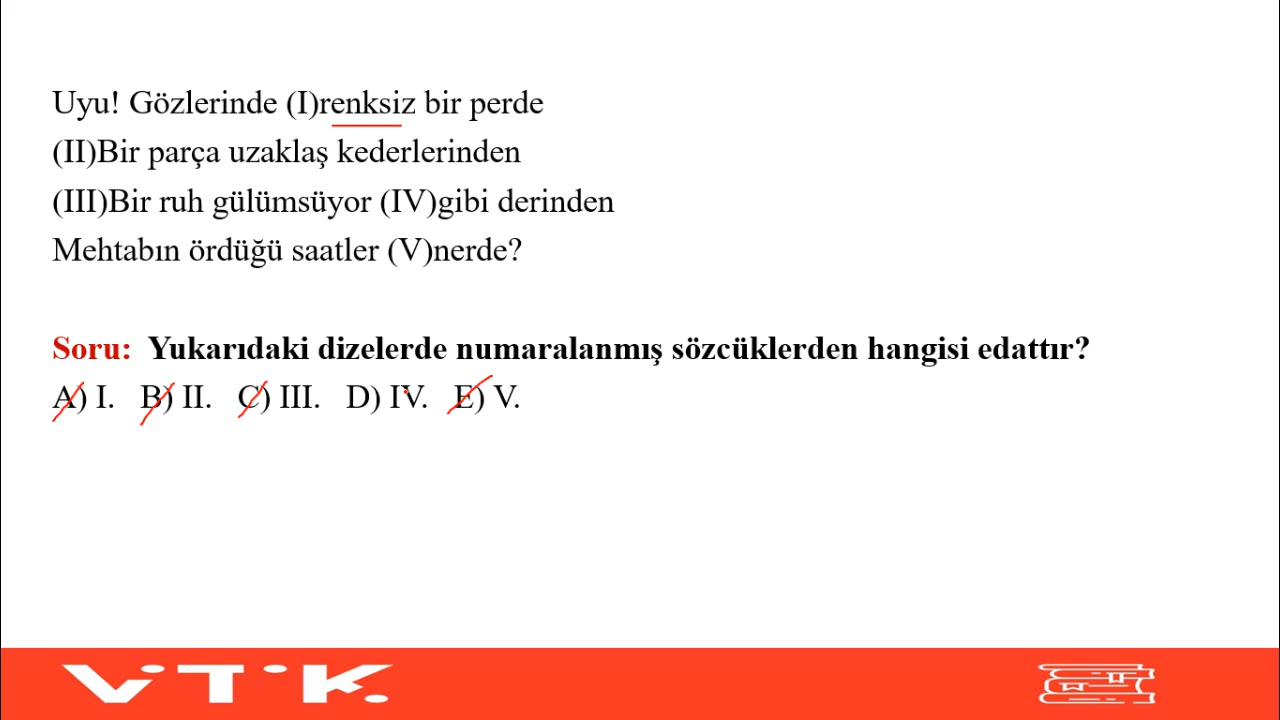 Uyu! Gözlerinde (I)renksiz bir perde
(II)Bir parça uzaklaş kederlerinden
(III)Bir ruh gülümsüyor (IV)gibi derinden
Mehtabın ördüğü saatler (V)nerde?
Soru: Yukarıdaki dizelerde numaralanmış sözcüklerden hangisi edattır?
A) I. B) II. C) III. D) IV. E) V.
VTK